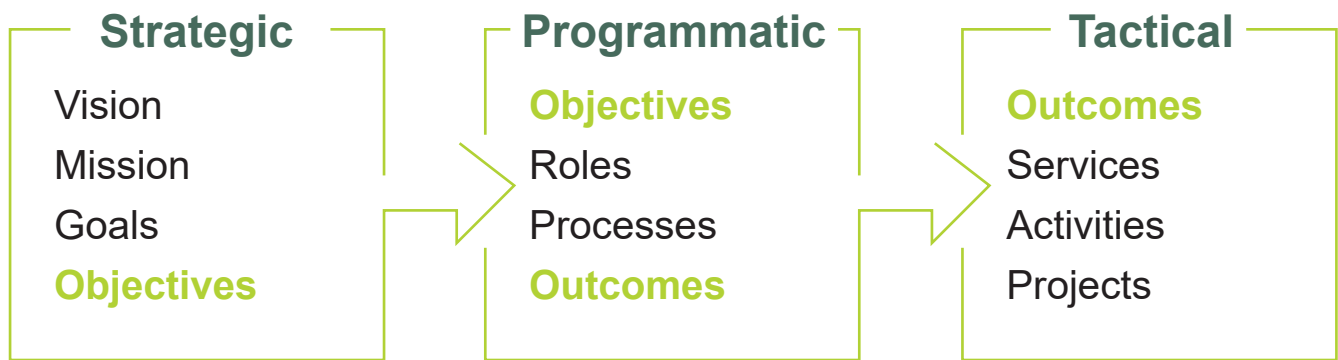 Strategic
Vision
Mission
Goals
Objectives
Programmatic
Objectives
Roles
Processes
Outcomes
Tactical
Outcomes
Services
Activities
Projects